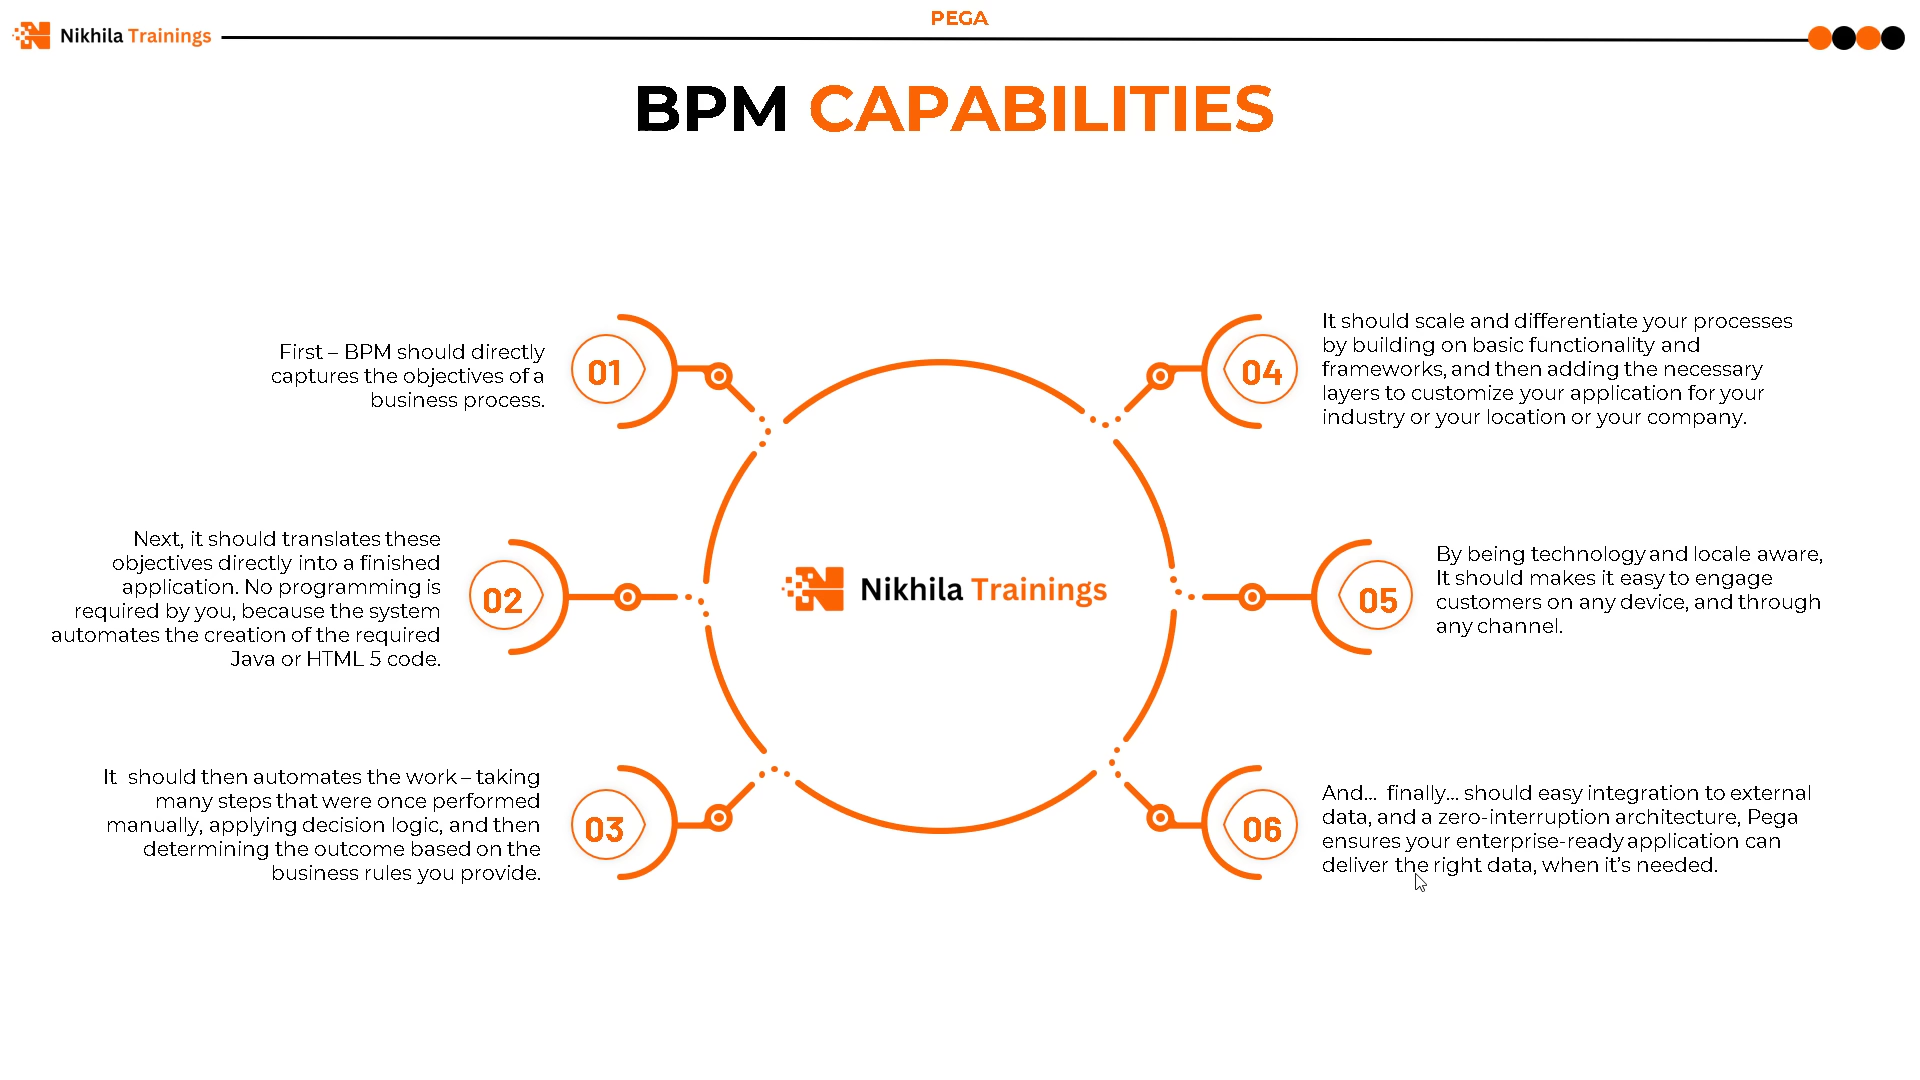 PEGA
Nikhila Trainings
BPM CAPABILITIES
01
First – BPM should directly
captures the objectives of a
business process.
02
Next, it should translates these
objectives directly into a finished
application. No programming is
required by you, because the system
automates the creation of the required
Java or HTML 5 code.
03
It should then automates the work – taking
many steps that were once performed
manually, applying decision logic, and then
determining the outcome based on the
business rules you provide.
Nikhila Trainings
04
It should scale and differentiate your processes
by building on basic functionality and
frameworks, and then adding the necessary
layers to customize your application for your
industry or your location or your company.
05
By being technology and locale aware,
It should makes it easy to engage
customers on any device, and through
any channel.
06
And... finally... should easy integration to external
data, and a zero-interruption architecture, Pega
ensures your enterprise-ready application can
deliver the right data, when it's needed.